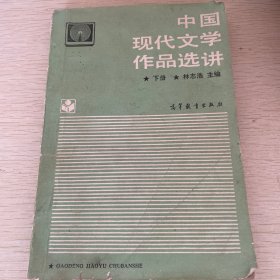 中国
现代文学
作品选讲
★ 下册 ★ 林志浩 主编
高等教育出版社
★ GAODENG JIAOYU CHUBANSHE